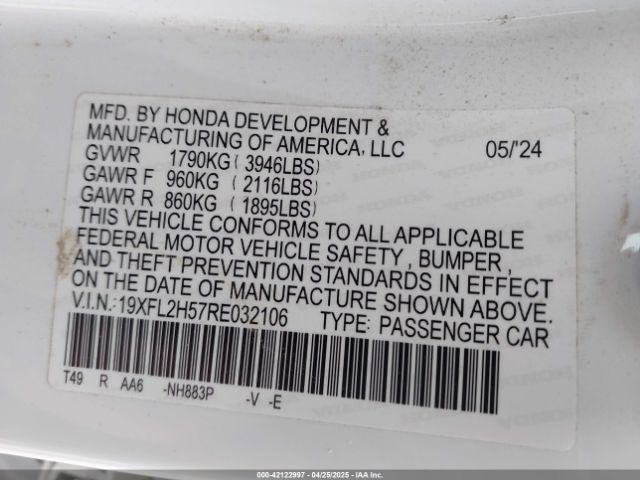 MFD. BY HONDA DEVELOPMENT &
MANUFACTURING OF AMERICA, LLC 05/'24
GVWR 1790KG (3946LBS)
GAWR F 960KG (2116LBS)
GAWR R 860KG (1895LBS)
THIS VEHICLE CONFORMS TO ALL APPLICABLE
FEDERAL MOTOR VEHICLE SAFETY, BUMPER,
AND THEFT PREVENTION STANDARDS IN EFFECT
ON THE DATE OF MANUFACTURE SHOWN ABOVE.
V.I.N.:19XFL2H57RE032106 TYPE: PASSENGER CAR
T49 R AA6 -NH883P -V -E
000-42122997 - 04/25/2025 - IAA Inc.